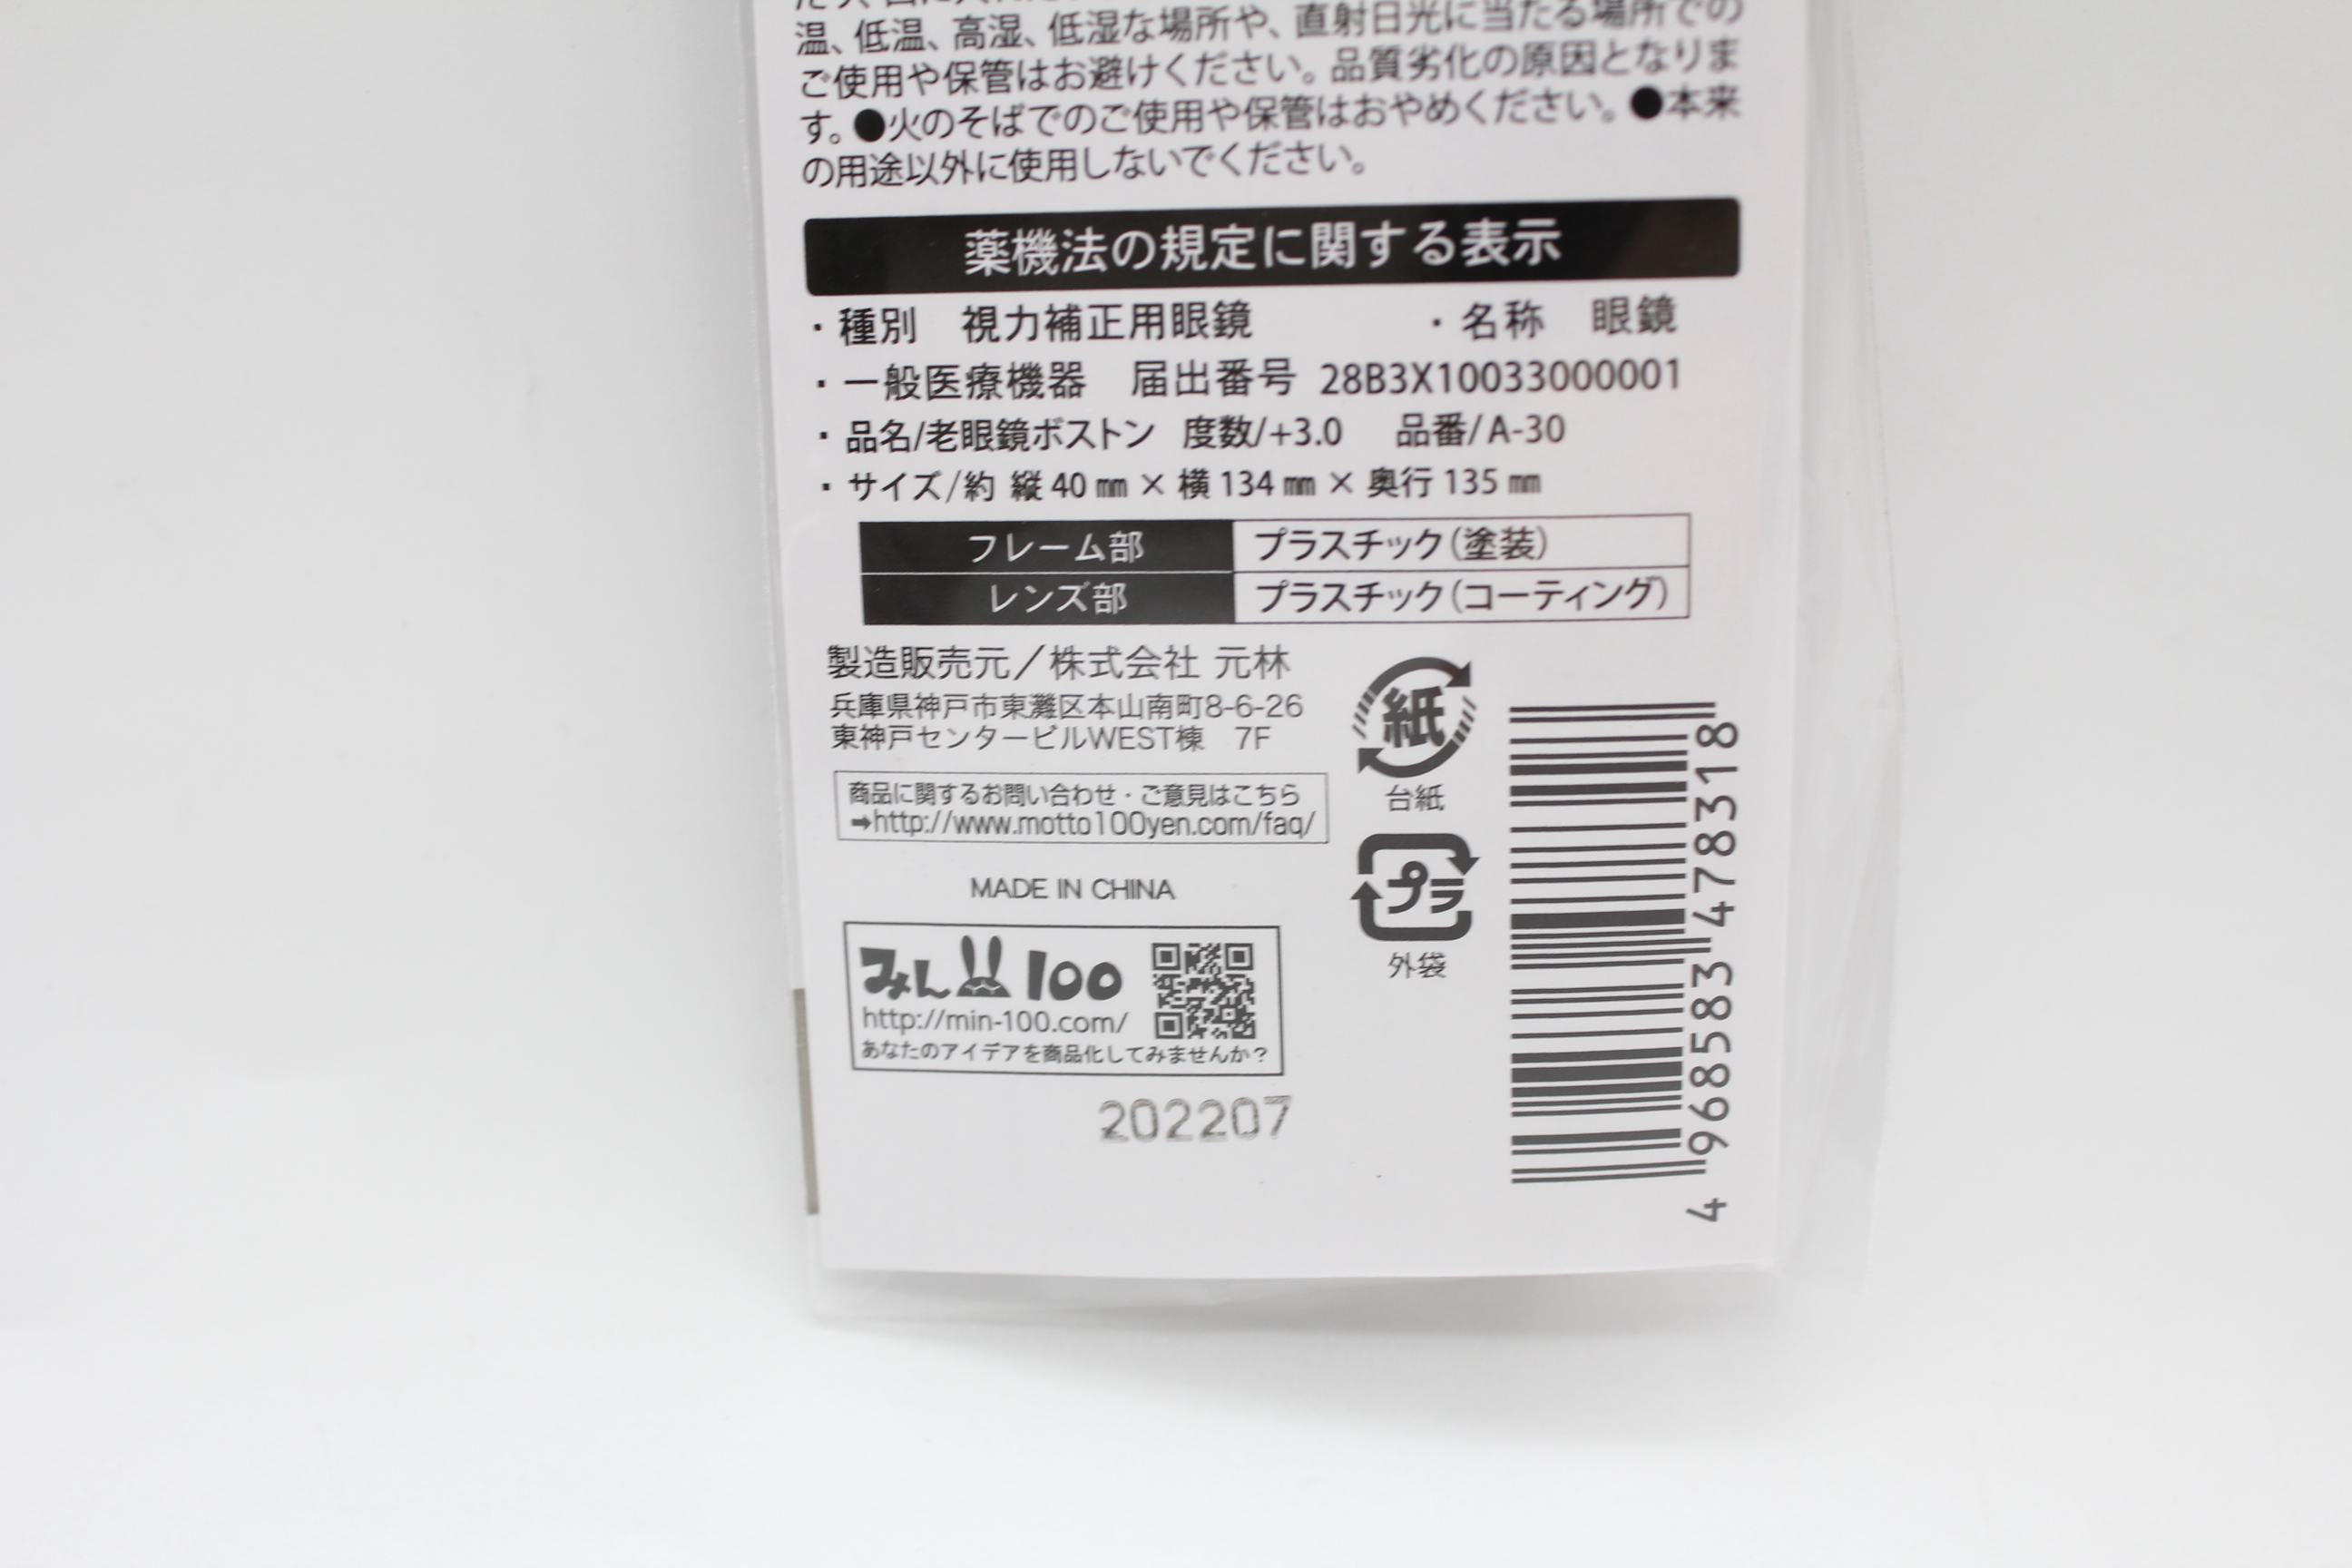 温、低温、高湿、低湿な場所や、直射日光に当たる場所での
ご使用や保管はお避けください。品質劣化の原因となりま
す。●火のそばでのご使用や保管はおやめください。●本来
の用途以外に使用しないでください。
薬機法の規定に関する表示
・種別　視力補正用眼鏡　　・名称　眼鏡
・一般医療機器　届出番号 28B3X10033000001
・品名/老眼鏡ボストン 度数/+3.0　品番/A-30
・サイズ/約 縦 40 ㎜ × 横 134 ㎜ × 奥行 135 ㎜
フレーム部 プラスチック(塗装)
レンズ部 プラスチック(コーティング)
製造販売元／株式会社 元林
兵庫県神戸市東灘区本山南町8-6-26
東神戸センタービルWEST棟　7F
商品に関するお問い合わせ・ご意見はこちら
➡http://www.motto100yen.com/faq/
MADE IN CHINA
みん100
http://min-100.com/
あなたのアイデアを商品化してみませんか？
202207
紙
台紙
プラ
外袋
4 968583 478318